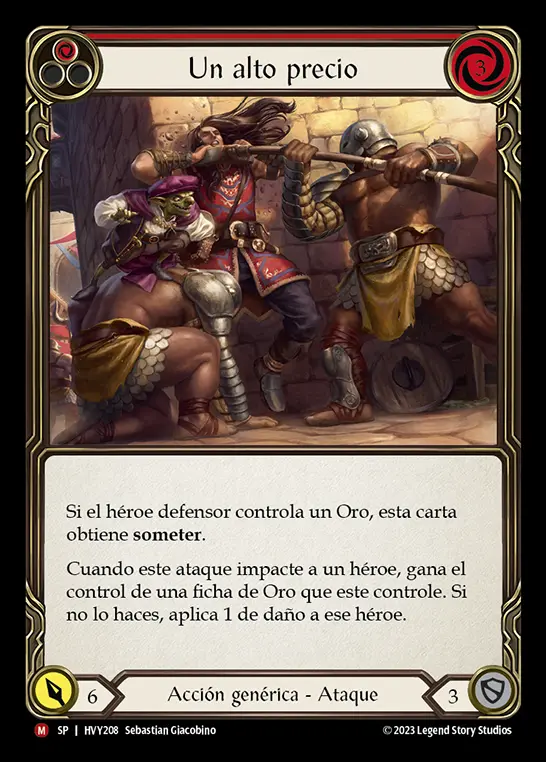 Un alto precio
3
Si el héroe defensor controla un Oro, esta carta
obtiene someter.
Cuando este ataque impacte a un héroe, gana el
control de una ficha de Oro que este controle. Si
no lo haces, aplica 1 de daño a ese héroe.
6
Acción genérica - Ataque
3
M SP | HVY208 Sebastian Giacobino
© 2023 Legend Story Studios